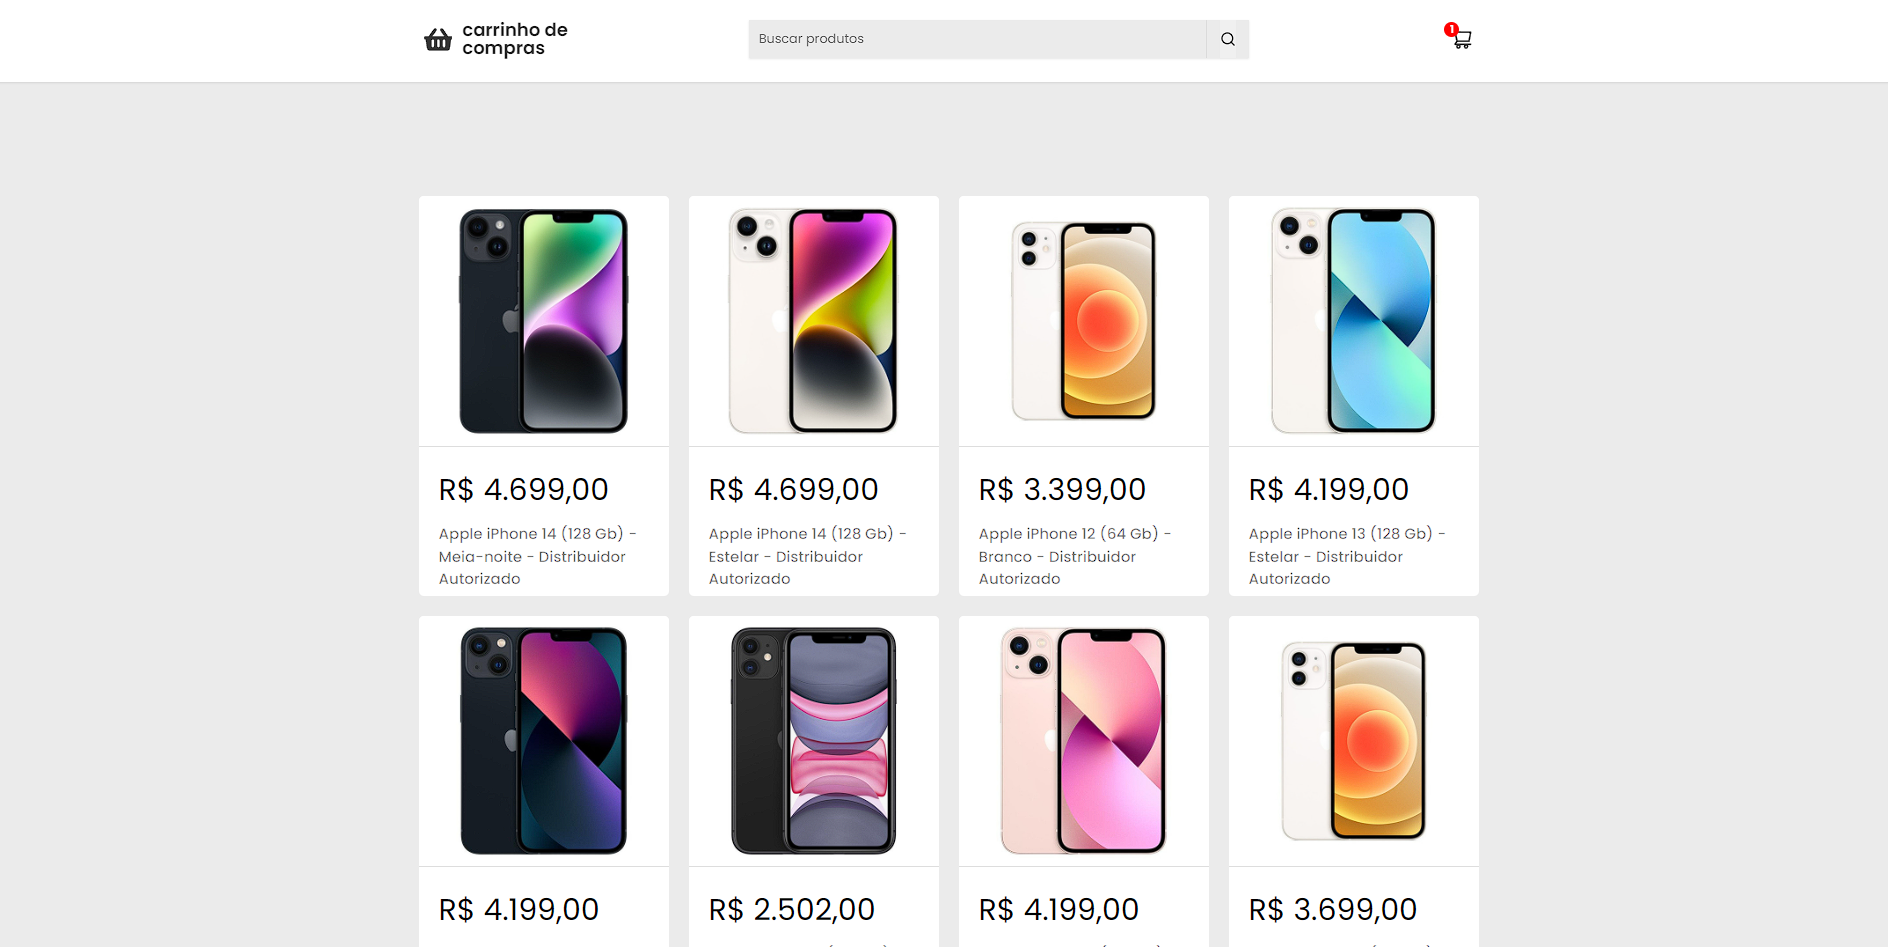 carrinho de
compras
Buscar produtos
1
R$ 4.699,00
Apple iPhone 14 (128 Gb) -
Meia-noite - Distribuidor
Autorizado
R$ 4.699,00
Apple iPhone 14 (128 Gb) -
Estelar - Distribuidor
Autorizado
R$ 3.399,00
Apple iPhone 12 (64 Gb) -
Branco - Distribuidor
Autorizado
R$ 4.199,00
Apple iPhone 13 (128 Gb) -
Estelar - Distribuidor
Autorizado
R$ 4.199,00
R$ 2.502,00
R$ 4.199,00
R$ 3.699,00